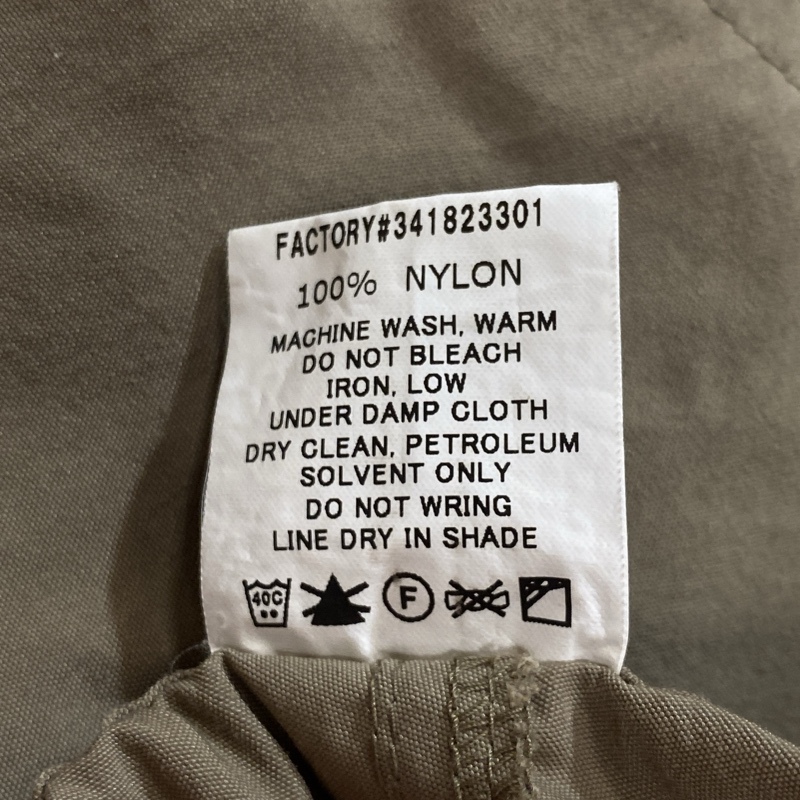 FACTORY#341823301
100% NYLON
MACHINE WASH, WARM
DO NOT BLEACH
IRON, LOW
UNDER DAMP CLOTH
DRY CLEAN, PETROLEUM
SOLVENT ONLY
DO NOT WRING
LINE DRY IN SHADE
40C F